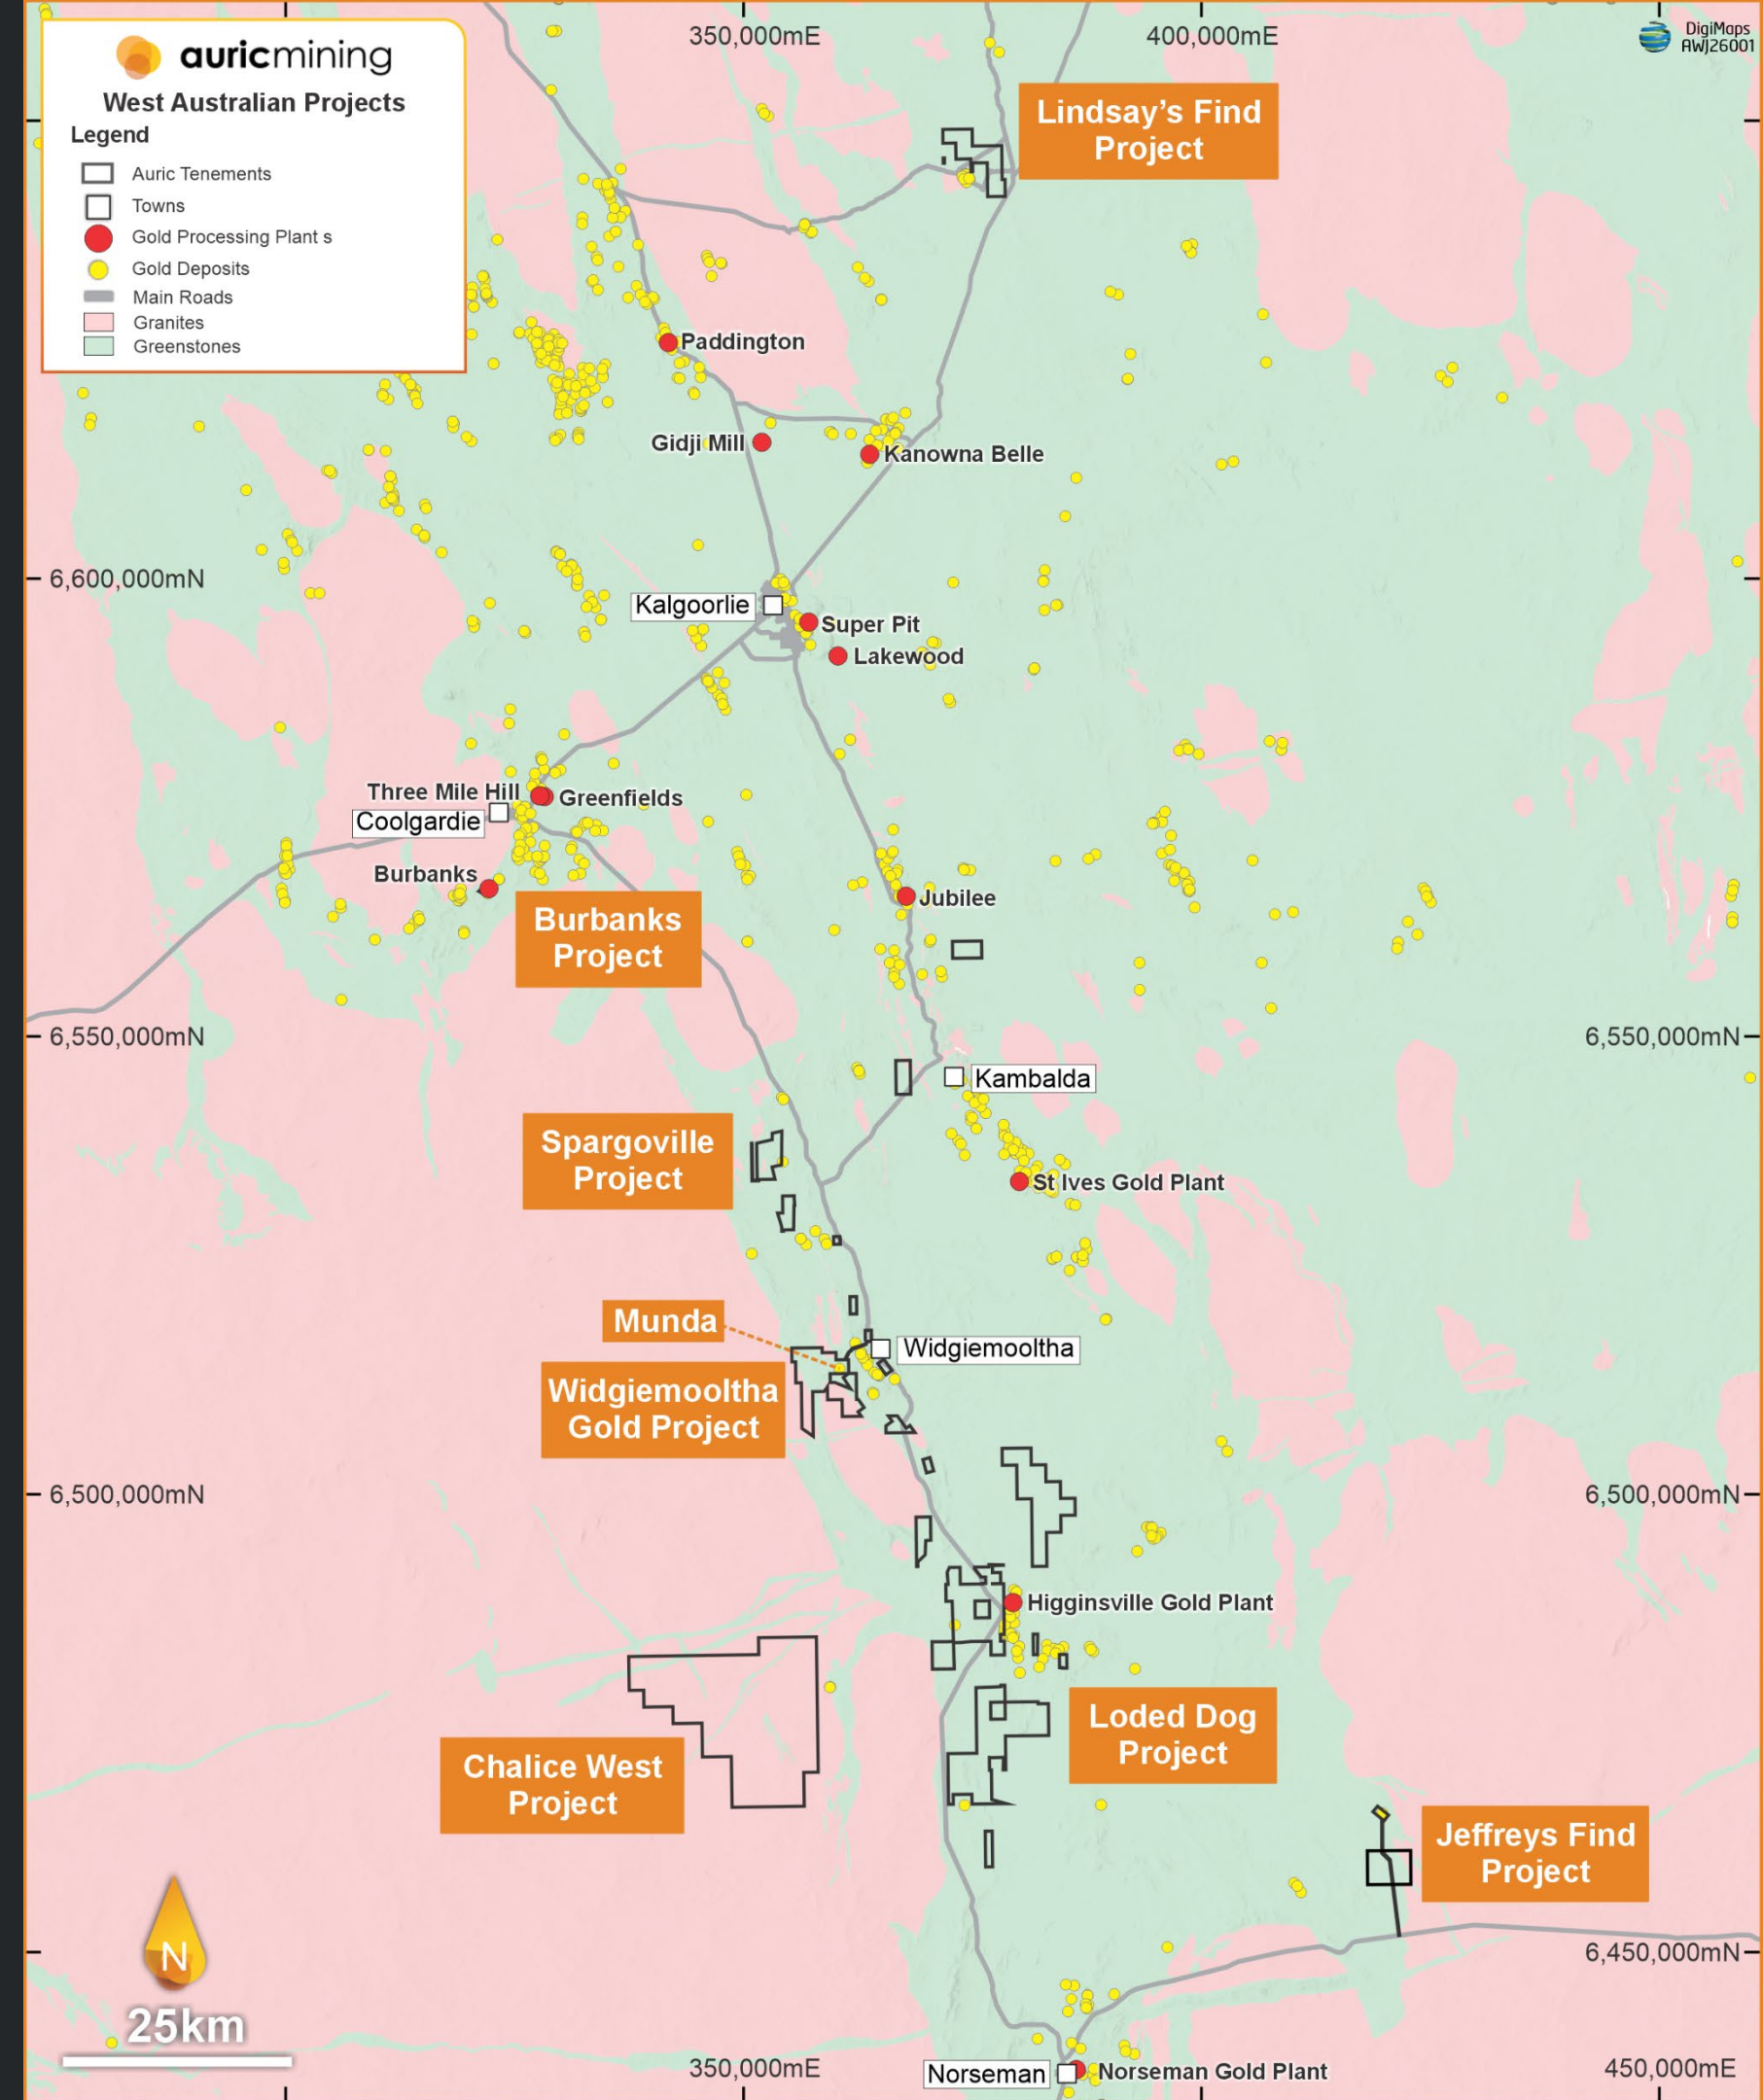 350,000mE
400,000mE
DigiMaps
AWJ26001
auricmining
West Australian Projects
Legend
Auric Tenements
Towns
Gold Processing Plant s
Gold Deposits
Main Roads
Granites
Greenstones
Lindsay's Find
Project
Paddington
Gidji Mill
Kanowna Belle
6,600,000mN
Kalgoorlie
Super Pit
Lakewood
Three Mile Hill
Greenfields
Coolgardie
Burbanks
Jubilee
Burbanks
Project
6,550,000mN
6,550,000mN
Kambalda
Spargoville
Project
St Ives Gold Plant
Munda
Widgiemooltha
Widgiemooltha
Gold Project
6,500,000mN
6,500,000mN
Higginsville Gold Plant
Loded Dog
Project
Chalice West
Project
Jeffreys Find
Project
N
6,450,000mN
25km
350,000mE
450,000mE
Norseman
Norseman Gold Plant